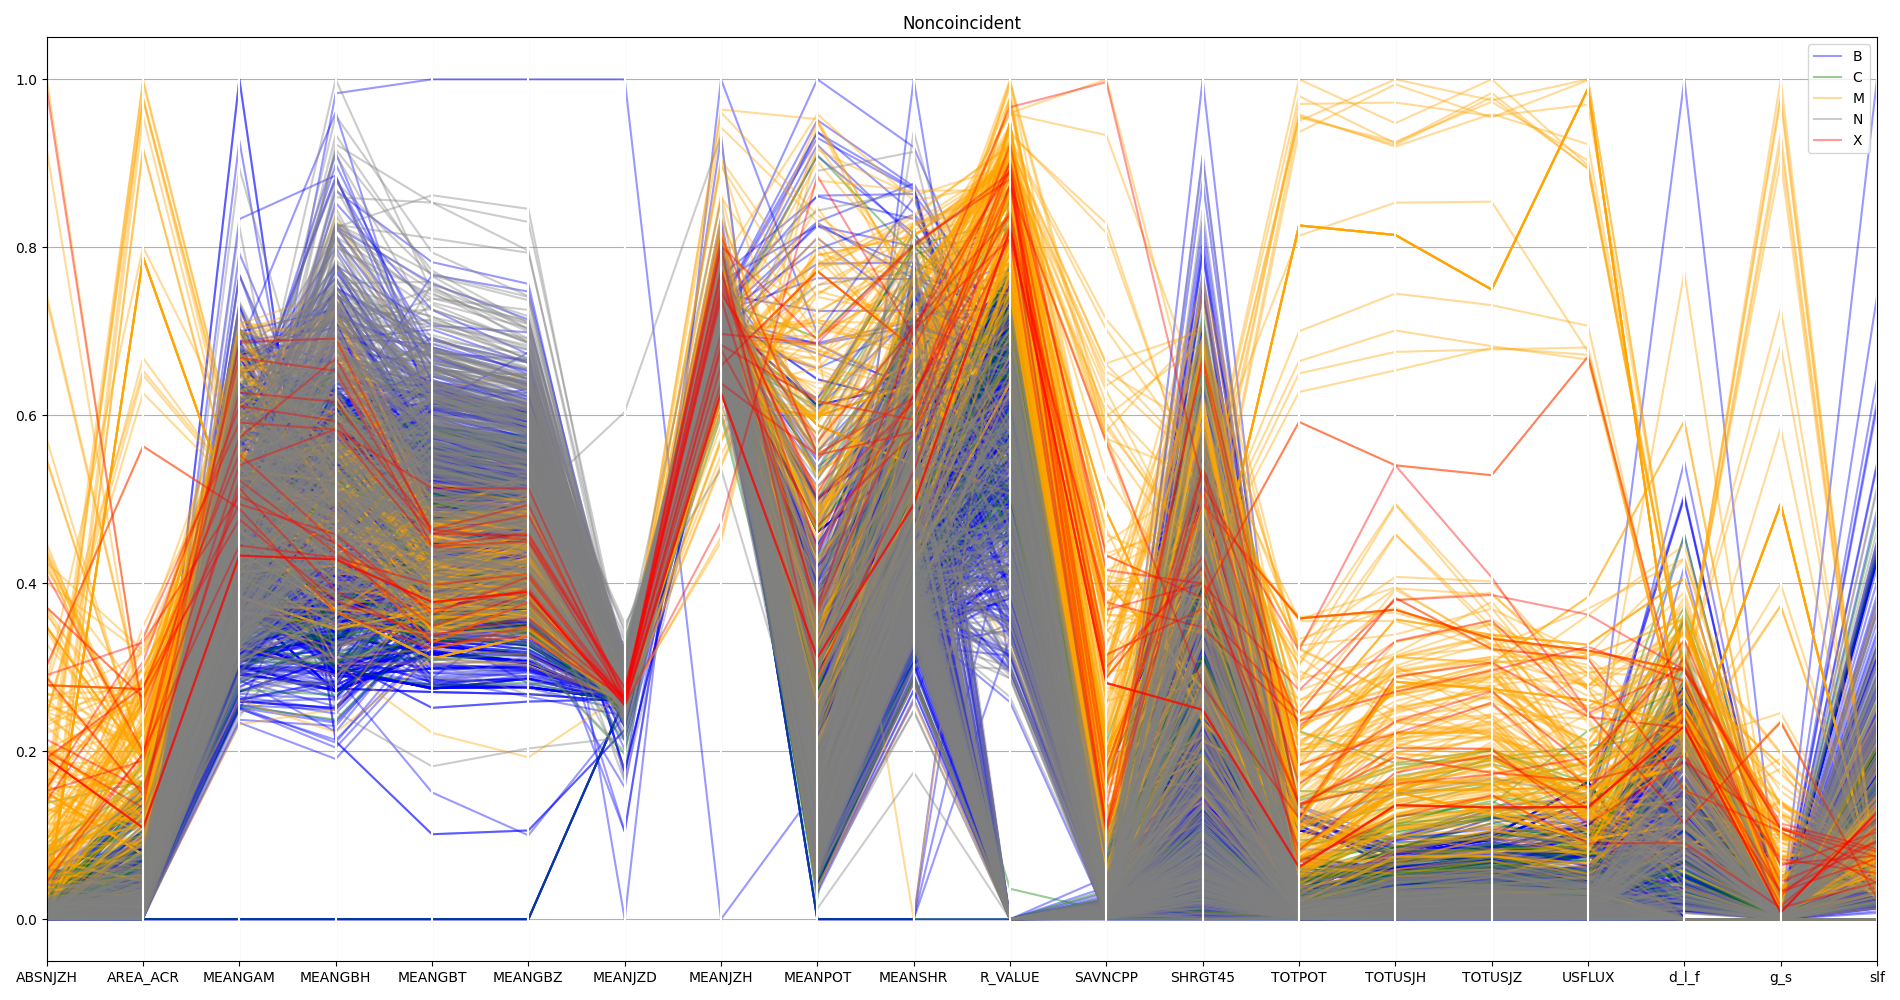 Noncoincident
1.0
0.8
0.6
0.4
0.2
0.0
B
C
M
N
X
ABSNJZH AREA_ACR MEANGAM MEANGBH MEANGBT MEANGBZ MEANJZD MEANJZH MEANPOT MEANSHR R_VALUE SAVNCPP SHRGT45 TOTPOT TOTUSJH TOTUSJZ USFLUX d_l_f g_s slf